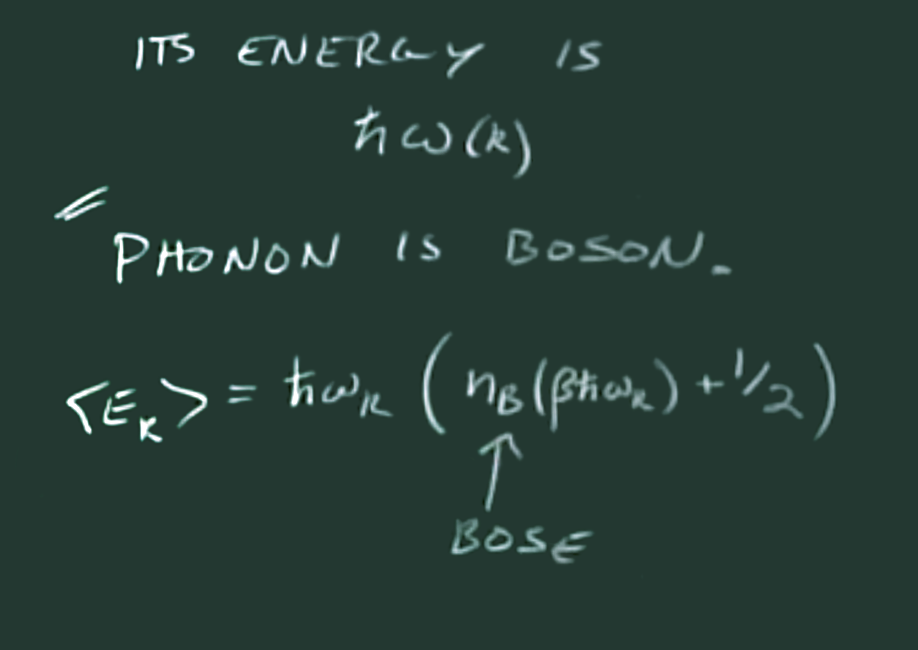 ITS ENERGY IS
ħω(k)
PHONON IS BOSON.
<E_k> = ħω_k (n_B(βħω_k) + 1/2)
↑
BOSE